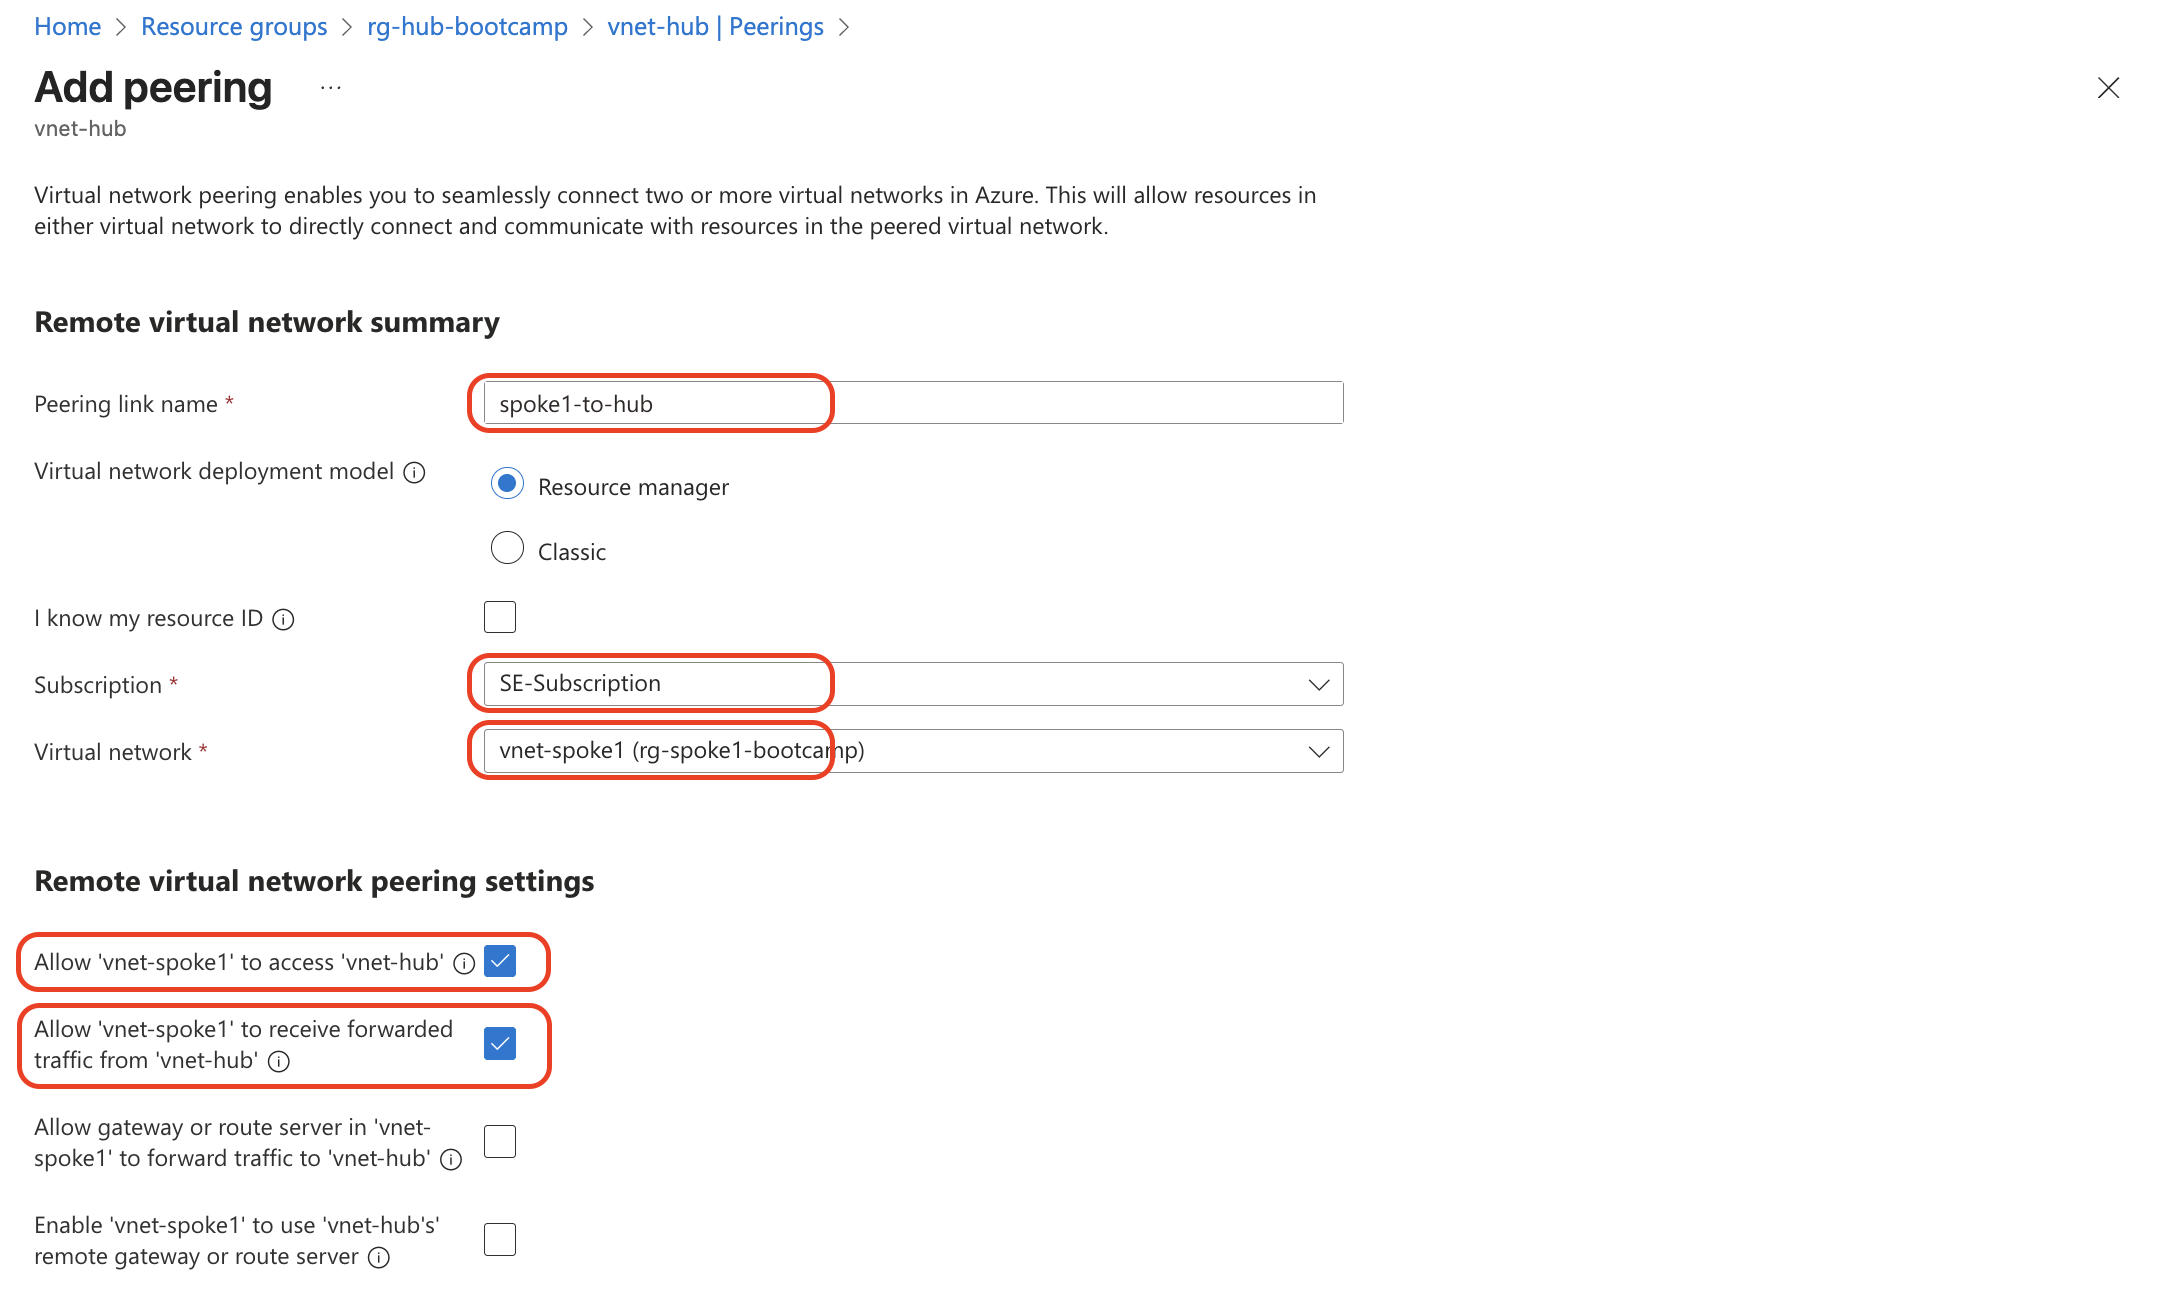 Home > Resource groups > rg-hub-bootcamp > vnet-hub | Peerings >
Add peering ...
vnet-hub
Virtual network peering enables you to seamlessly connect two or more virtual networks in Azure. This will allow resources in
either virtual network to directly connect and communicate with resources in the peered virtual network.
Remote virtual network summary
Peering link name * spoke1-to-hub
Virtual network deployment model Resource manager
Classic
I know my resource ID
Subscription * SE-Subscription
Virtual network * vnet-spoke1 (rg-spoke1-bootcamp)
Remote virtual network peering settings
Allow 'vnet-spoke1' to access 'vnet-hub'
Allow 'vnet-spoke1' to receive forwarded
traffic from 'vnet-hub'
Allow gateway or route server in 'vnet-
spoke1' to forward traffic to 'vnet-hub'
Enable 'vnet-spoke1' to use 'vnet-hub's'
remote gateway or route server